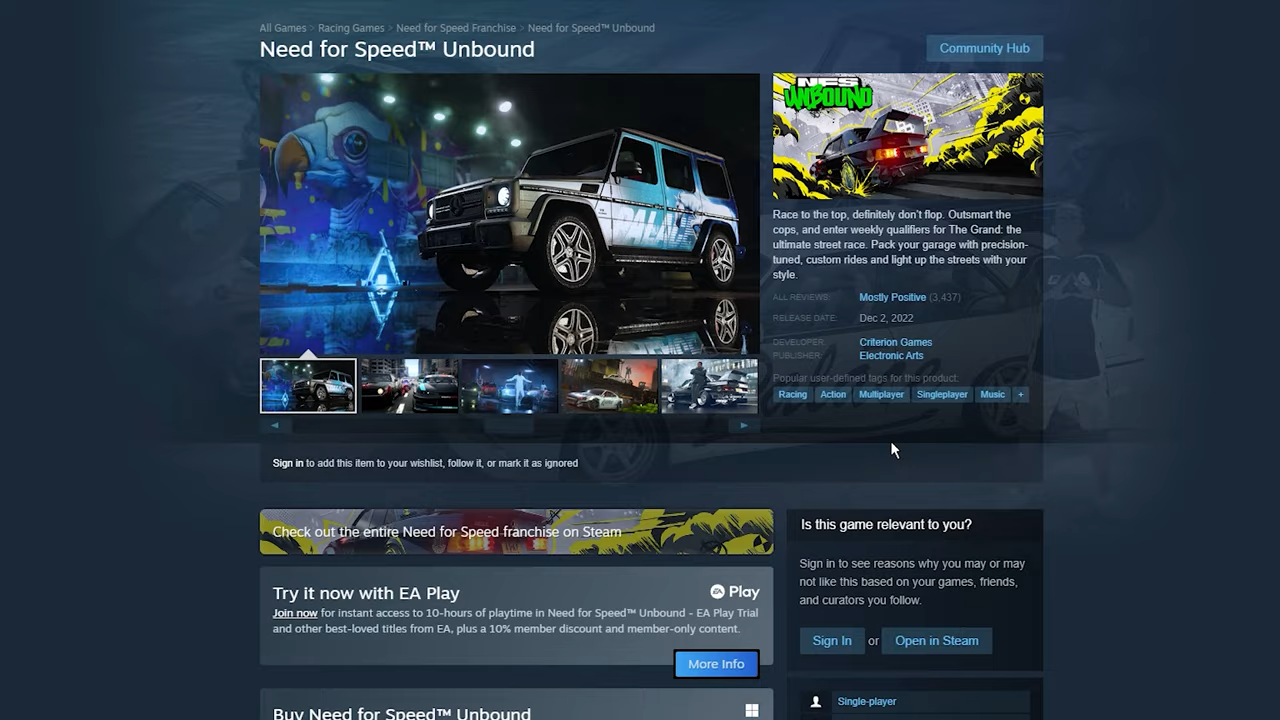 All Games > Racing Games > Need for Speed Franchise > Need for Speed™ Unbound
Need for Speed™ Unbound
Community Hub
NFS
UNBOUND
Race to the top, definitely don't flop. Outsmart the
cops, and enter weekly qualifiers for The Grand: the
ultimate street race. Pack your garage with precision-
tuned, custom rides and light up the streets with your
style.
ALL REVIEWS: Mostly Positive (3,437)
RELEASE DATE: Dec 2, 2022
DEVELOPER: Criterion Games
PUBLISHER: Electronic Arts
Popular user-defined tags for this product:
Racing Action Multiplayer Singleplayer Music +
Sign in to add this item to your wishlist, follow it, or mark it as ignored
Check out the entire Need for Speed franchise on Steam
Try it now with EA Play
EA Play
Join now for instant access to 10-hours of playtime in Need for Speed™ Unbound - EA Play Trial
and other best-loved titles from EA, plus a 10% member discount and member-only content.
More Info
Buy Need for Speed™ Unbound
Is this game relevant to you?
Sign in to see reasons why you may or may
not like this based on your games, friends,
and curators you follow.
Sign In or Open in Steam
Single-player